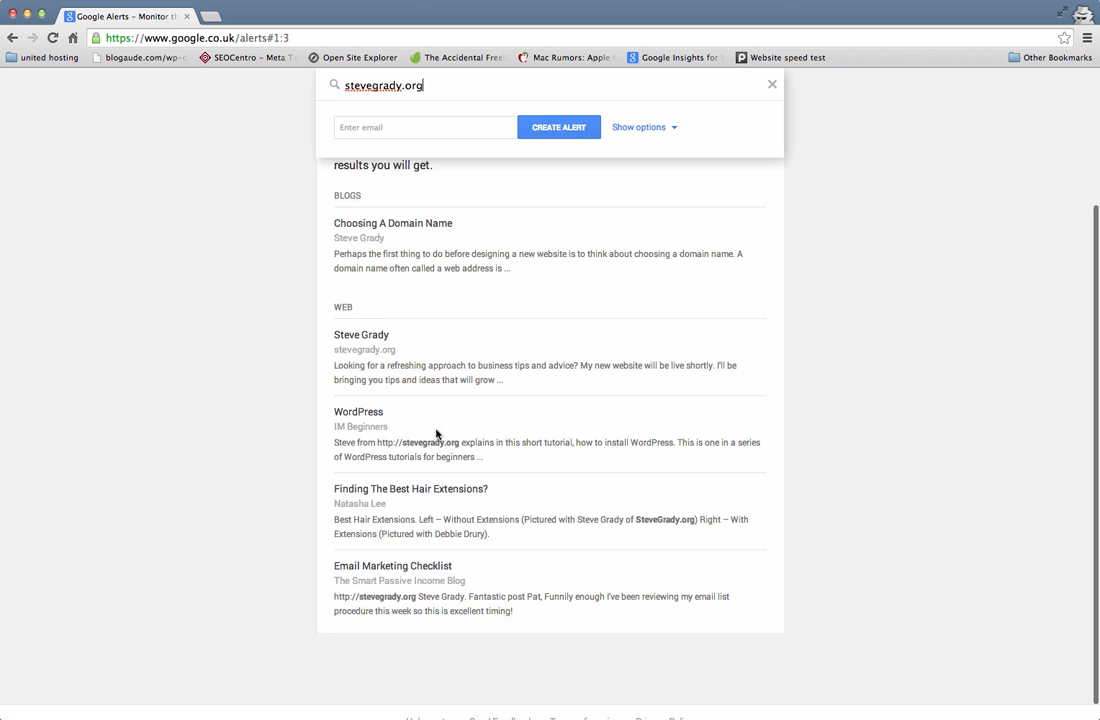 Google Alerts – Monitor th
https://www.google.co.uk/alerts#1:3
united hosting
blogaude.com/wp-c
SEOCentro - Meta T
Open Site Explorer
The Accidental Free
Mac Rumors: Apple
Google Insights for S
Website speed test
Other Bookmarks
stevegrady.org
Enter email
CREATE ALERT
Show options
results you will get.
BLOGS
Choosing A Domain Name
Steve Grady
Perhaps the first thing to do before designing a new website is to think about choosing a domain name. A
domain name often called a web address is ...
WEB
Steve Grady
stevegrady.org
Looking for a refreshing approach to business tips and advice? My new website will be live shortly. I'll be
bringing you tips and ideas that will grow ...
WordPress
IM Beginners
Steve from http://stevegrady.org explains in this short tutorial, how to install WordPress. This is one in a series
of WordPress tutorials for beginners ...
Finding The Best Hair Extensions?
Natasha Lee
Best Hair Extensions. Left – Without Extensions (Pictured with Steve Grady of SteveGrady.org) Right – With
Extensions (Pictured with Debbie Drury).
Email Marketing Checklist
The Smart Passive Income Blog
http://stevegrady.org Steve Grady. Fantastic post Pat, Funnily enough I've been reviewing my email list
procedure this week so this is excellent timing!